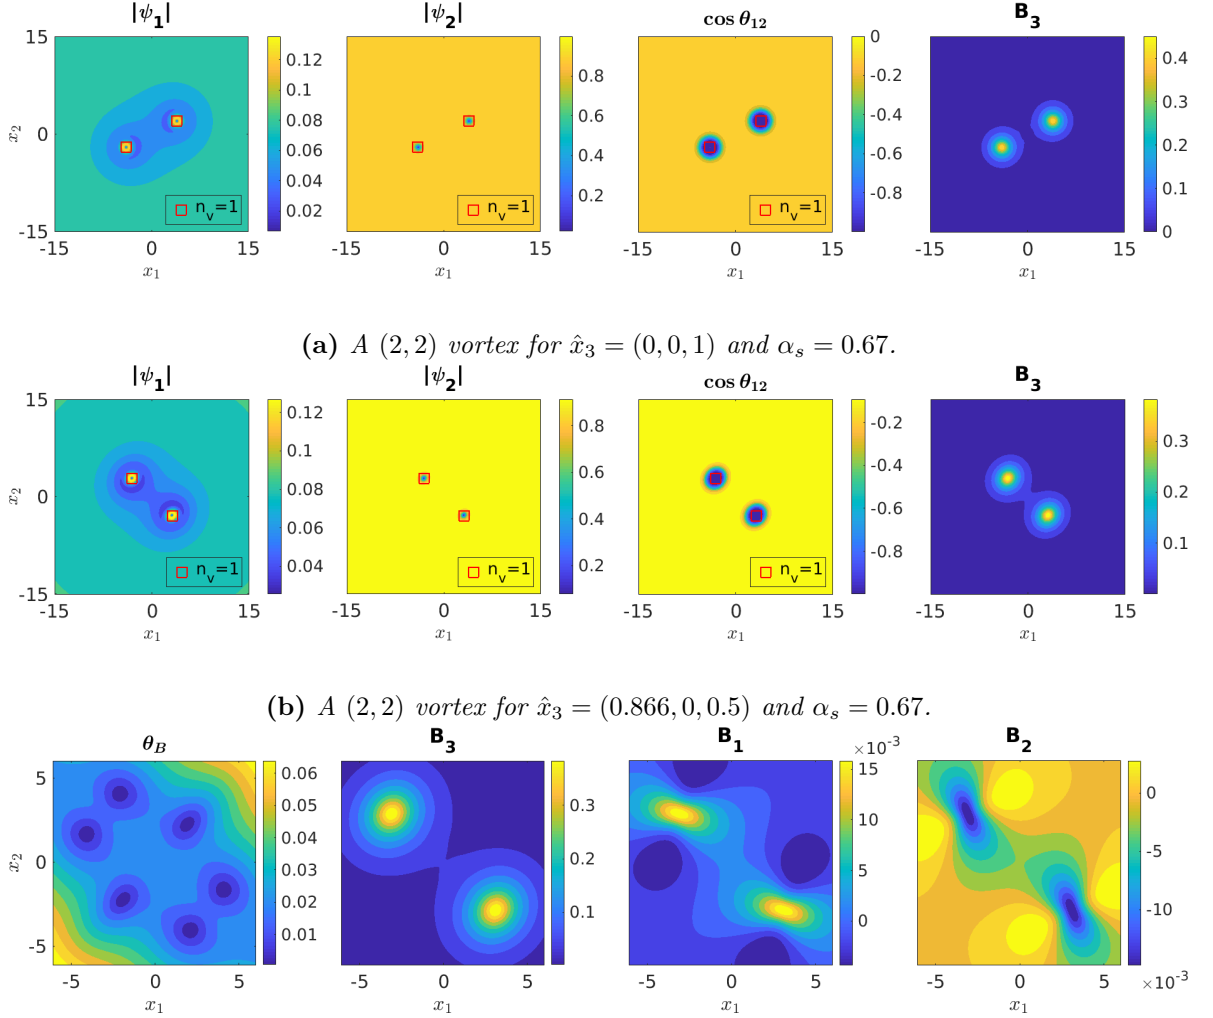 |ψ₁| |ψ₂| cos θ₁₂ B₃
15
0
-15
x₂
-15 0 15
x₁
n_v=1
0.12
0.1
0.08
0.06
0.04
0.02
-15 0 15
x₁
n_v=1
0.8
0.6
0.4
0.2
-15 0 15
x₁
n_v=1
0
-0.2
-0.4
-0.6
-0.8
-15 0 15
x₁
0.4
0.3
0.2
0.1
0
(a) A (2, 2) vortex for x̂₃ = (0, 0, 1) and αₛ = 0.67.
|ψ₁| |ψ₂| cos θ₁₂ B₃
15
0
-15
x₂
-15 0 15
x₁
n_v=1
0.12
0.1
0.08
0.06
0.04
-15 0 15
x₁
n_v=1
0.8
0.6
0.4
0.2
-15 0 15
x₁
n_v=1
-0.2
-0.4
-0.6
-0.8
-15 0 15
x₁
0.3
0.2
0.1
(b) A (2, 2) vortex for x̂₃ = (0.866, 0, 0.5) and αₛ = 0.67.
θ_B B₃ B₁ B₂
5
0
-5
x₂
-5 0 5
x₁
0.06
0.05
0.04
0.03
0.02
0.01
-5 0 5
x₁
0.3
0.2
0.1
-5 0 5
x₁
×10⁻³
15
10
5
0
-5 0 5
x₁
0
-5
-10
×10⁻³